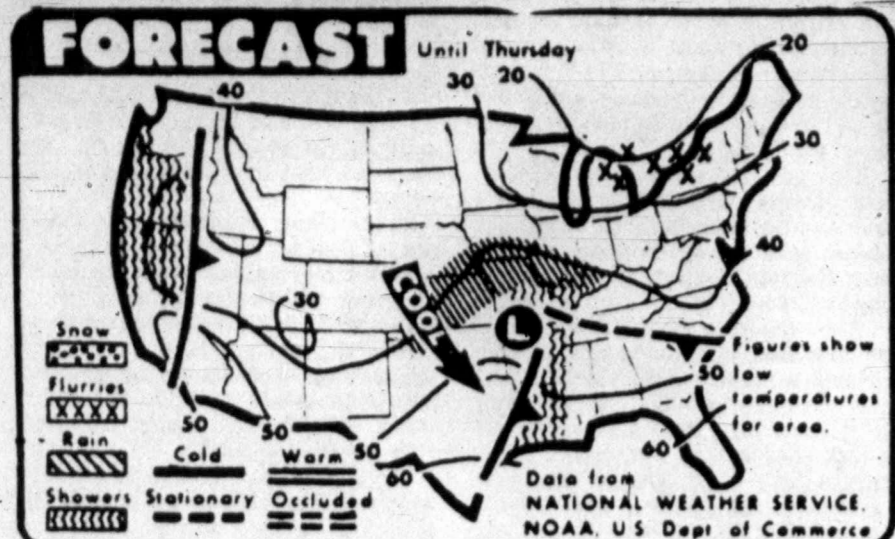 FORECAST
Until Thursday
20
30
20
40
30
40
COOL
30
L
Snow
Flurries
Rain
Showers
Cold
Warm
Stationary
Occluded
50
50
50
60
50
60
Figures show
low
temperatures
for area.
Data from
NATIONAL WEATHER SERVICE,
NOAA, U.S. Dept of Commerce